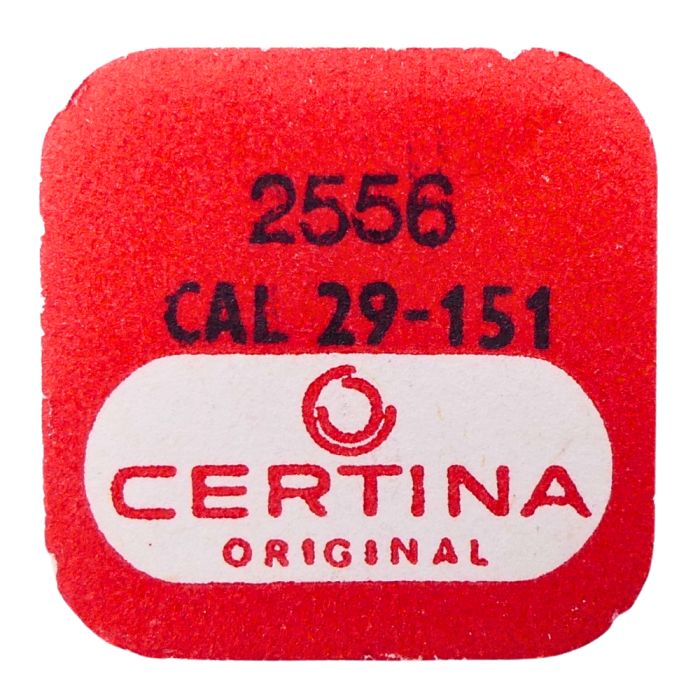 2556
CAL 29-151
CERTINA
ORIGINAL